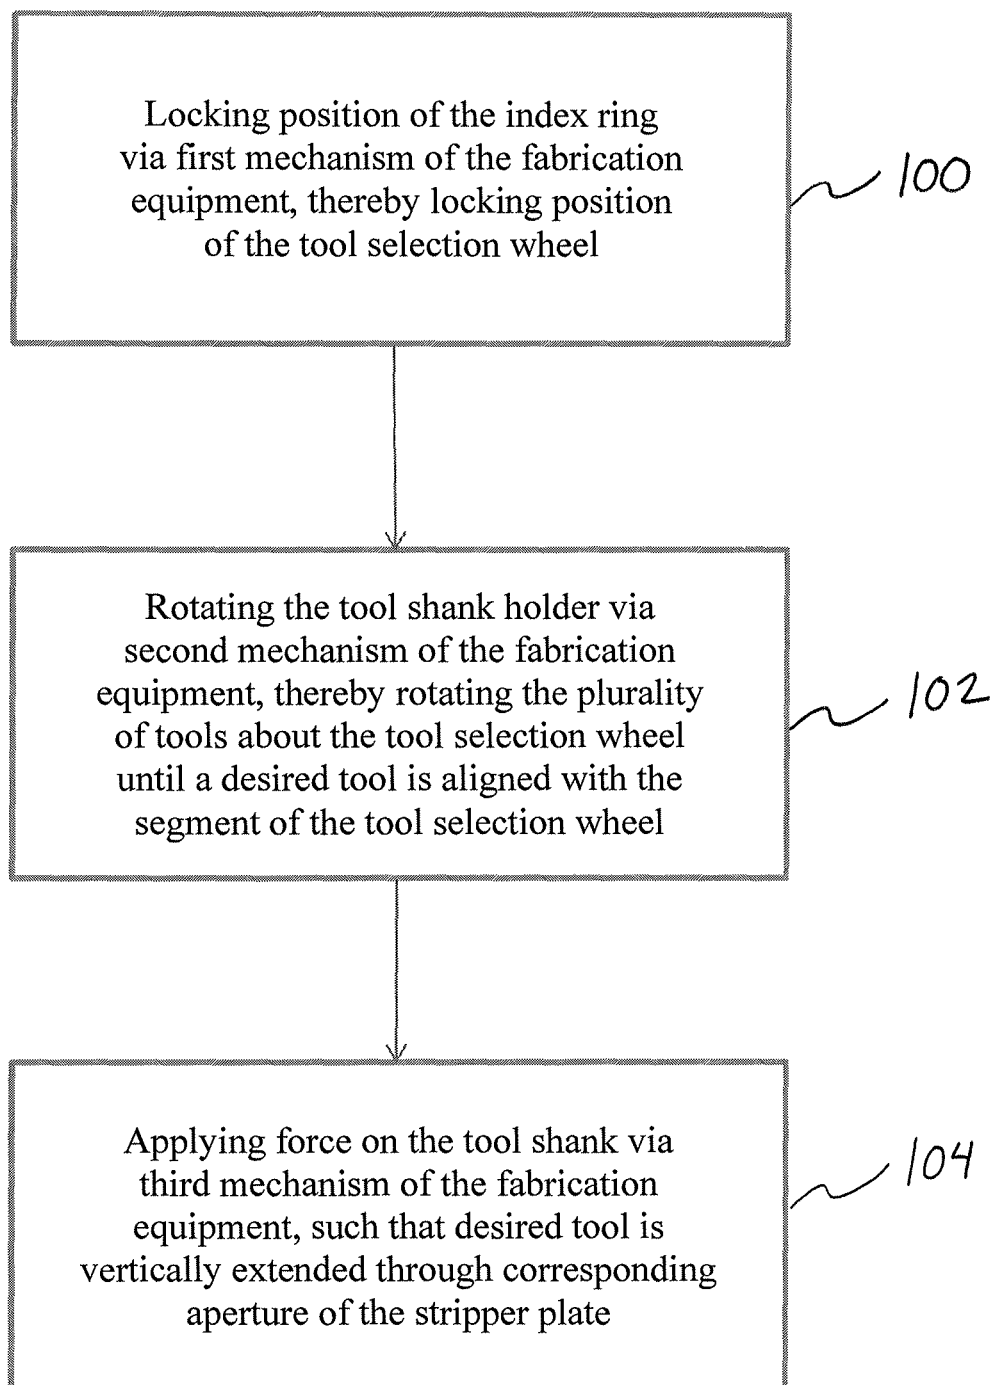 Locking position of the index ring
via first mechanism of the fabrication
equipment, thereby locking position
of the tool selection wheel
100
Rotating the tool shank holder via
second mechanism of the fabrication
equipment, thereby rotating the plurality
of tools about the tool selection wheel
until a desired tool is aligned with the
segment of the tool selection wheel
102
Applying force on the tool shank via
third mechanism of the fabrication
equipment, such that desired tool is
vertically extended through corresponding
aperture of the stripper plate
104